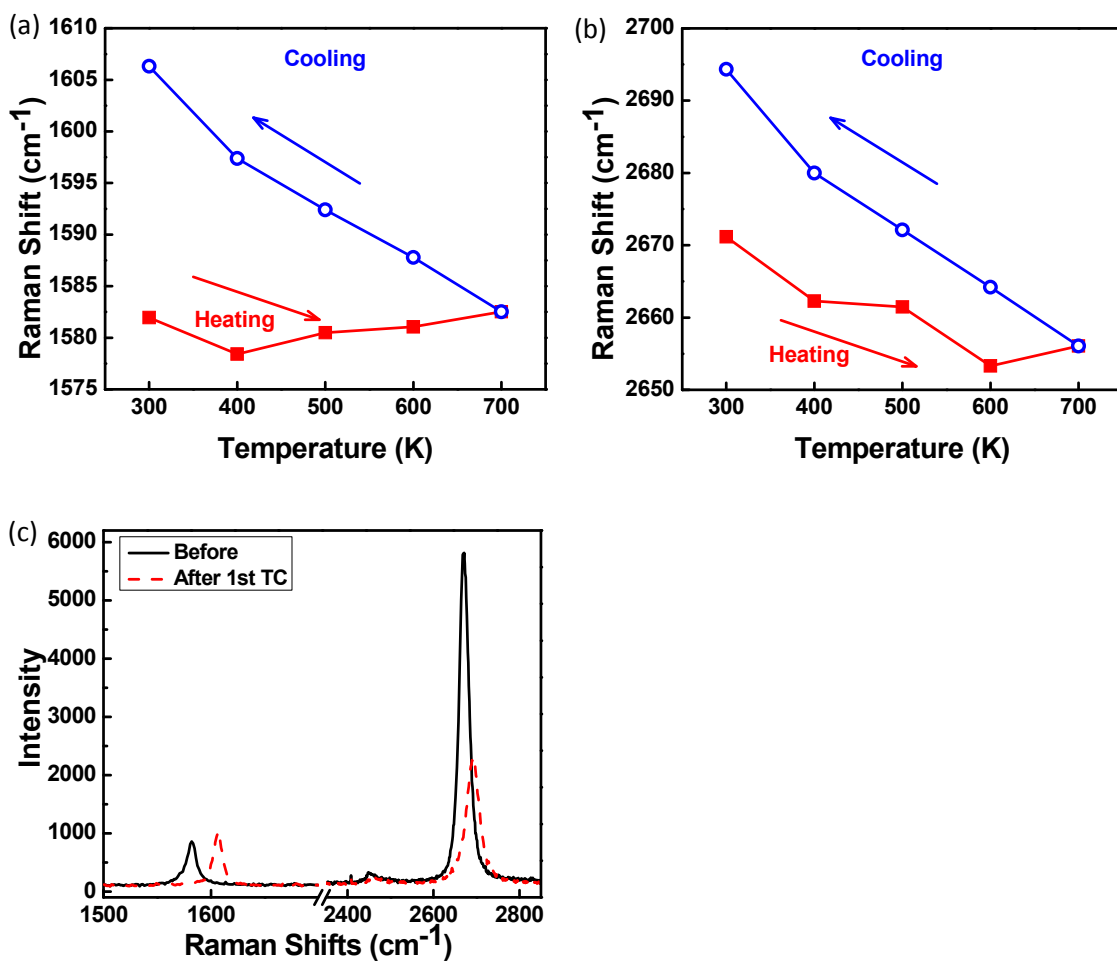 (a)
1610
1605
1600
1595
1590
1585
1580
1575
Raman Shift (cm⁻¹)
Cooling
Heating
300 400 500 600 700
Temperature (K)
(b)
2700
2690
2680
2670
2660
2650
Raman Shift (cm⁻¹)
Cooling
Heating
300 400 500 600 700
Temperature (K)
(c)
6000
5000
4000
3000
2000
1000
0
Intensity
Before
After 1st TC
1500 1600 2400 2600 2800
Raman Shifts (cm⁻¹)